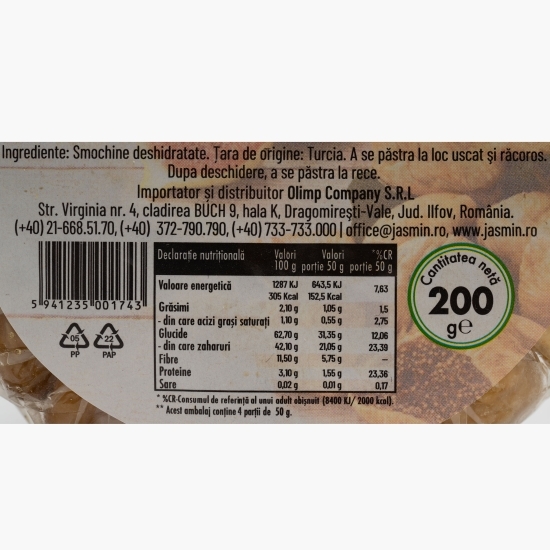 Ingrediente: Smochine deshidratate. Țara de origine: Turcia. A se păstra la loc uscat și răcoros.
Dupa deschidere, a se păstra la rece.
Importator și distribuitor Olimp Company S.R.L
Str. Virginia nr. 4, cladirea BUCH 9, hala K, Dragomirești-Vale, Jud. Ilfov, România.
(+40) 21-668.51.70, (+40) 372-790.790, (+40) 733-733.000 | office@jasmin.ro, www.jasmin.ro
5 941235 001743
05 PP
22 PAP
Declarație nutrițională Valori 100 g Valori porție 50 g *%CR porție 50 g
Valoare energetică 1287 KJ 643,5 KJ 7,63
305 Kcal 152,5 Kcal
Grăsimi 2,10 g 1,05 g 1,5
- din care acizi grași saturați 1,10 g 0,55 g 2,75
Glucide 62,70 g 31,35 g 12,06
- din care zaharuri 42,10 g 21,05 g 23,39
Fibre 11,50 g 5,75 g –
Proteine 3,10 g 1,55 g 23,36
Sare 0,02 g 0,01 g 0,17
* %CR-Consumul de referință al unui adult obișnuit (8400 KJ/ 2000 kcal).
** Acest ambalaj conține 4 porții de 50 g.
Cantitatea netă
200
g℮